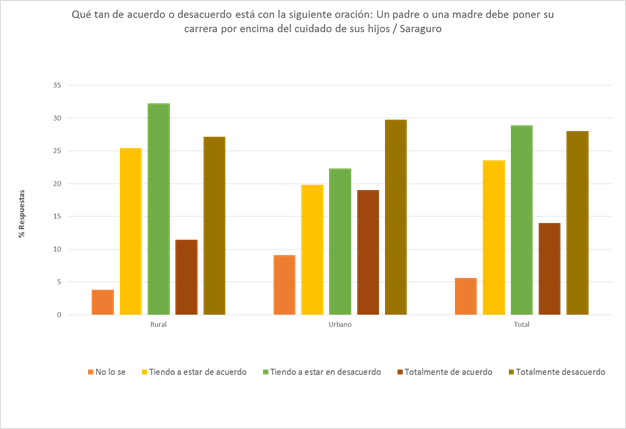 Qué tan de acuerdo o desacuerdo está con la siguiente oración: Un padre o una madre debe poner su
carrera por encima del cuidado de sus hijos / Saraguro
35
30
25
20
15
10
5
0
% Respuestas
Rural
Urbano
Total
No lo se
Tiendo a estar de acuerdo
Tiendo a estar en desacuerdo
Totalmente de acuerdo
Totalmente desacuerdo